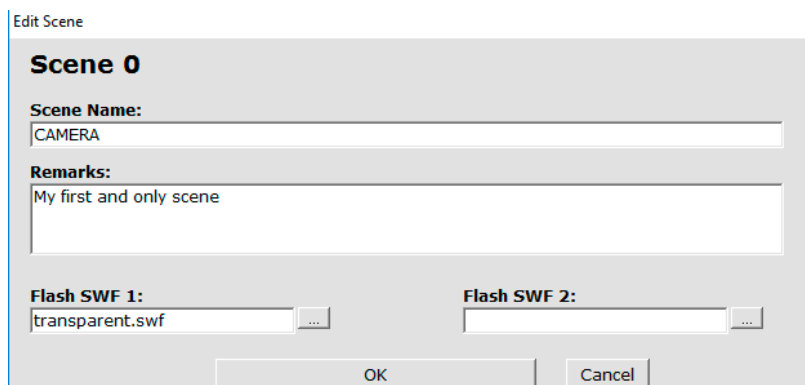 Edit Scene
Scene 0
Scene Name:
CAMERA
Remarks:
My first and only scene
Flash SWF 1:
Flash SWF 2:
transparent.swf
...
...
OK
Cancel